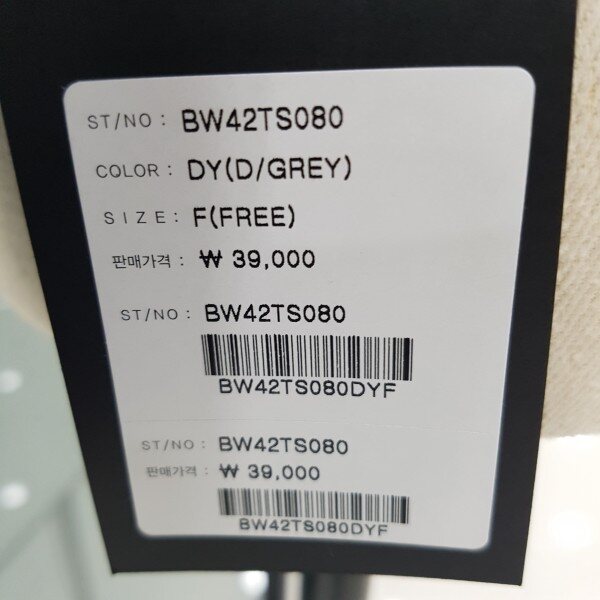 ST/NO : BW42TS080
COLOR : DY(D/GREY)
SIZE : F(FREE)
판매가격 : ₩ 39,000
ST/NO : BW42TS080
BW42TS080DYF
ST/NO : BW42TS080
판매가격 : ₩ 39,000
BW42TS080DYF